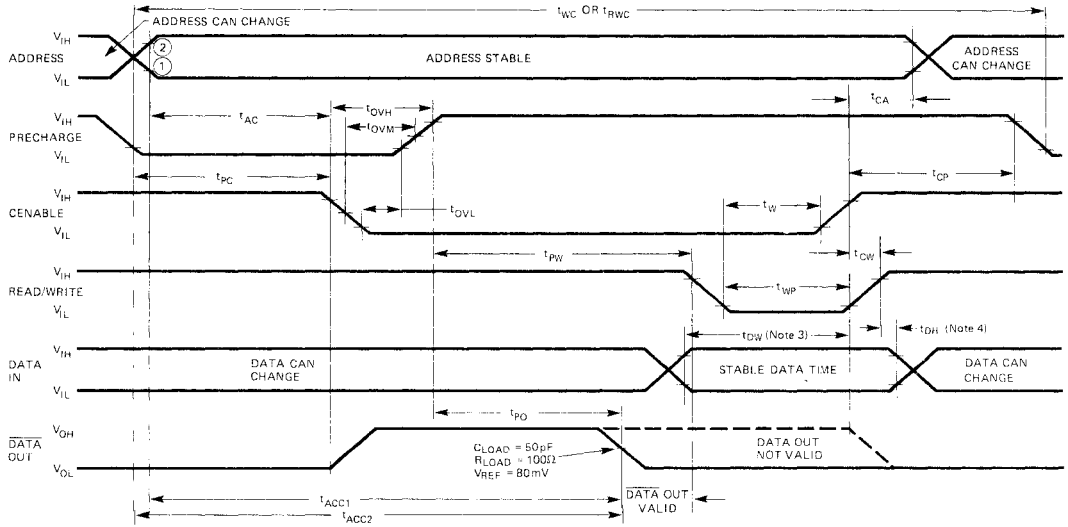 tWC OR tRWC
ADDRESS CAN CHANGE
VIH
ADDRESS
VIL
2
1
ADDRESS STABLE
ADDRESS
CAN CHANGE
tCA
tAC
tOVH
tOVM
VIH
PRECHARGE
VIL
tPC
tCP
VIH
CENABLE
VIL
tOVL
tW
tPW
tCW
VIH
READ/WRITE
VIL
tWP
tDW (Note 3)
tDH (Note 4)
VIH
DATA
IN
VIL
DATA CAN
CHANGE
STABLE DATA TIME
DATA CAN
CHANGE
tPO
VOH
DATA
OUT
VOL
CLOAD = 50pF
RLOAD = 100Ω
VREF = 80mV
DATA OUT
NOT VALID
tACC1
tACC2
DATA OUT
VALID